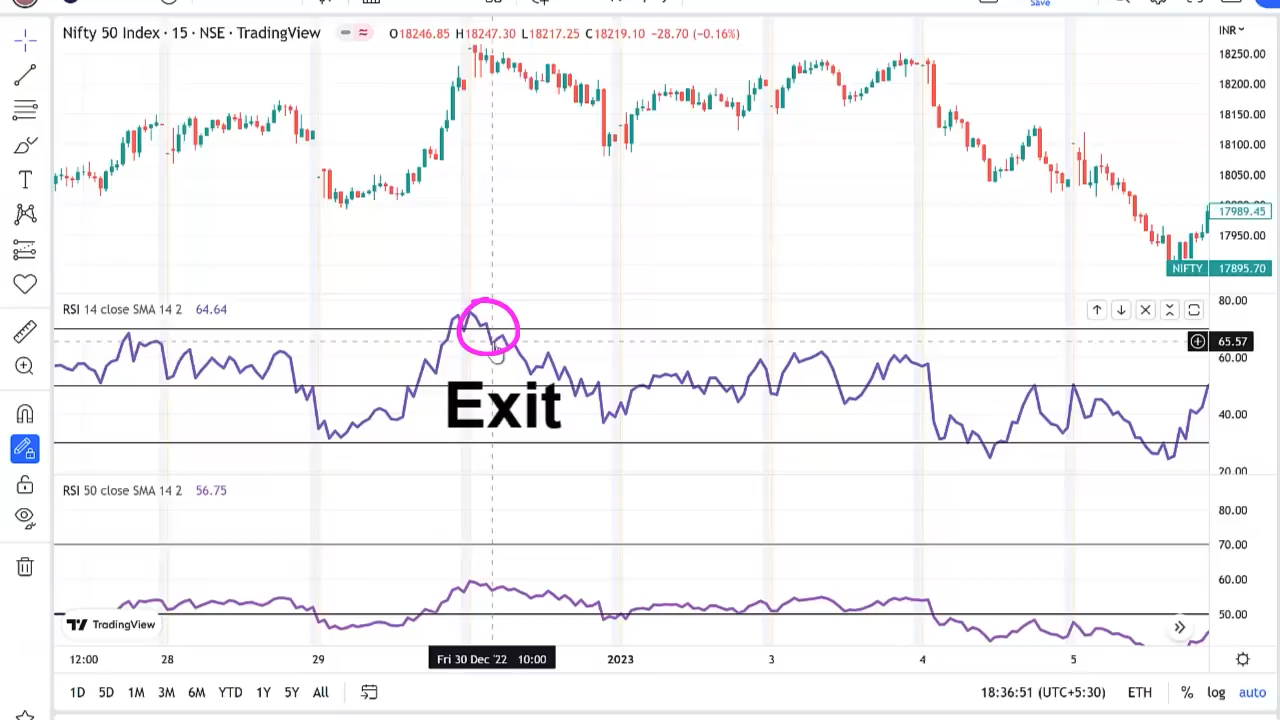 Save
Nifty 50 Index · 15 · NSE · TradingView
O18246.85 H18247.30 L18217.25 C18219.10 −28.70 (−0.16%)
INR
18250.00
18200.00
18150.00
18100.00
18050.00
17989.45
17950.00
NIFTY 17895.70
RSI 14 close SMA 14 2 64.64
80.00
65.57
60.00
Exit
40.00
20.00
RSI 50 close SMA 14 2 56.75
80.00
70.00
60.00
50.00
TradingView
12:00 28 29 Fri 30 Dec '22 10:00 2023 3 4 5
1D 5D 1M 3M 6M YTD 1Y 5Y All 18:36:51 (UTC+5:30) ETH % log auto